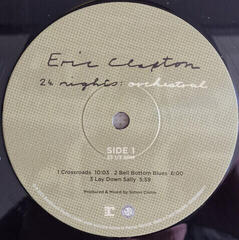 Eric Clapton
24 nights: orchestral
SIDE 1
33 1/3 RPM
1 Crossroads 10:03 2 Bell Bottom Blues 6:00
3 Lay Down Sally 5:59
Produced & Mixed by Simon Climie